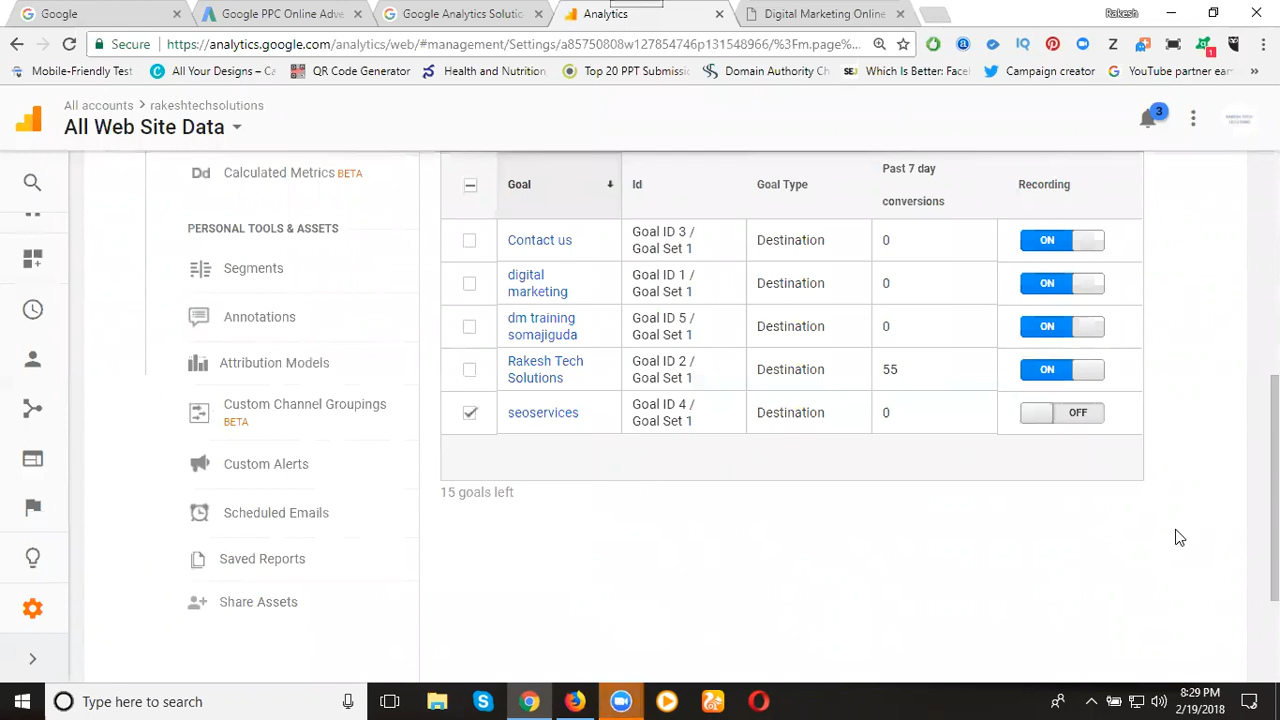 Google
Google PPC Online Adve
Google Analytics Soluti
Analytics
Digital Marketing Online
Rakesh
Secure
https://analytics.google.com/analytics/web/#management/Settings/a85750808w127854746p131548966/%3Fm.page%...
Mobile-Friendly Test
All Your Designs – Ca
QR Code Generator
Health and Nutrition
Top 20 PPT Submissi
Domain Authority Ch
SEJ
Which Is Better: Facel
Campaign creator
YouTube partner earn
All accounts > rakeshtechsolutions
All Web Site Data
3
Dd Calculated Metrics BETA
PERSONAL TOOLS & ASSETS
Segments
Annotations
Attribution Models
Custom Channel Groupings
BETA
Custom Alerts
Scheduled Emails
Saved Reports
Share Assets
Goal
Id
Goal Type
Past 7 day
conversions
Recording
Contact us
Goal ID 3 /
Goal Set 1
Destination
0
ON
digital
marketing
Goal ID 1 /
Goal Set 1
Destination
0
ON
dm training
somajiguda
Goal ID 5 /
Goal Set 1
Destination
0
ON
Rakesh Tech
Solutions
Goal ID 2 /
Goal Set 1
Destination
55
ON
seoservices
Goal ID 4 /
Goal Set 1
Destination
0
OFF
15 goals left
Type here to search
8:29 PM
2/19/2018